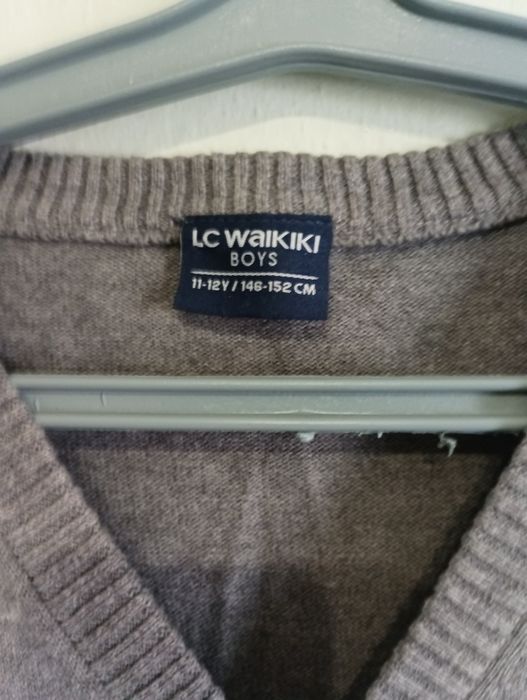 LC WaIKIKI
BOYS
11-12Y / 146-152 CM